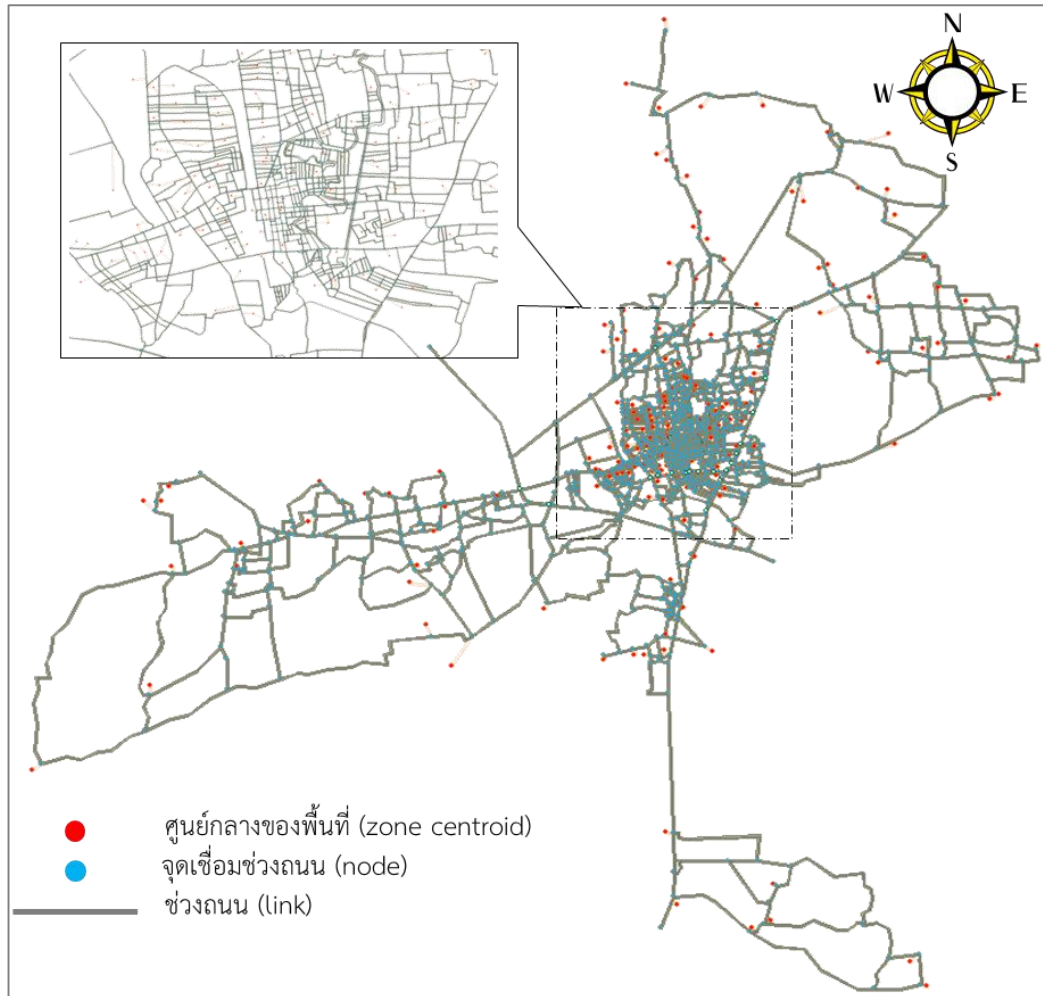 N
W E
S
ศูนย์กลางของพื้นที่ (zone centroid)
จุดเชื่อมช่วงถนน (node)
ช่วงถนน (link)